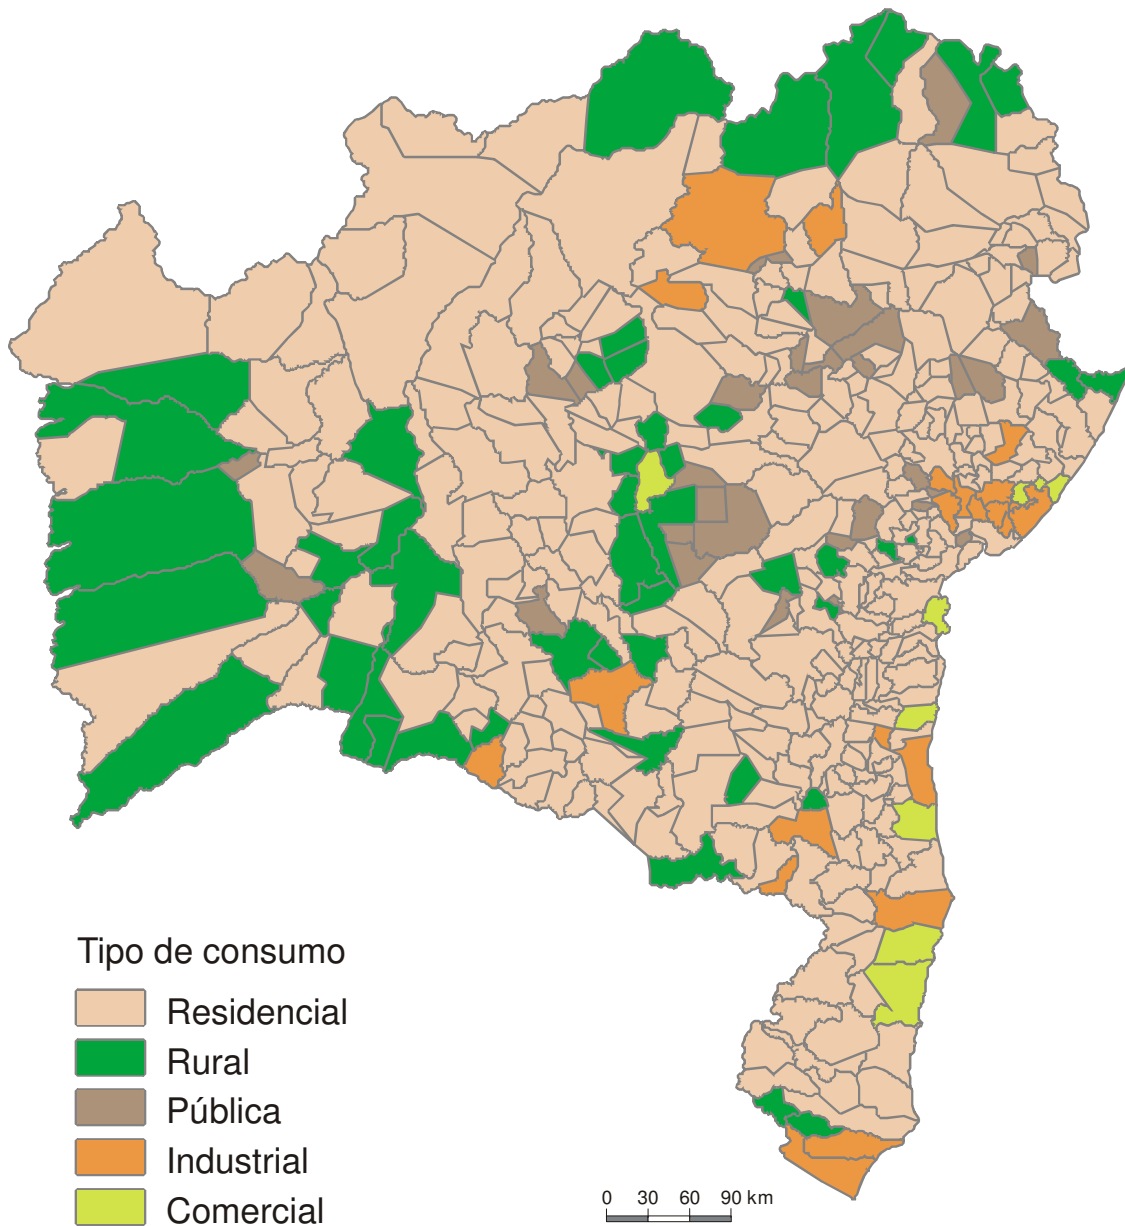 Tipo de consumo
Residencial
Rural
Pública
Industrial
Comercial
0 30 60 90 km